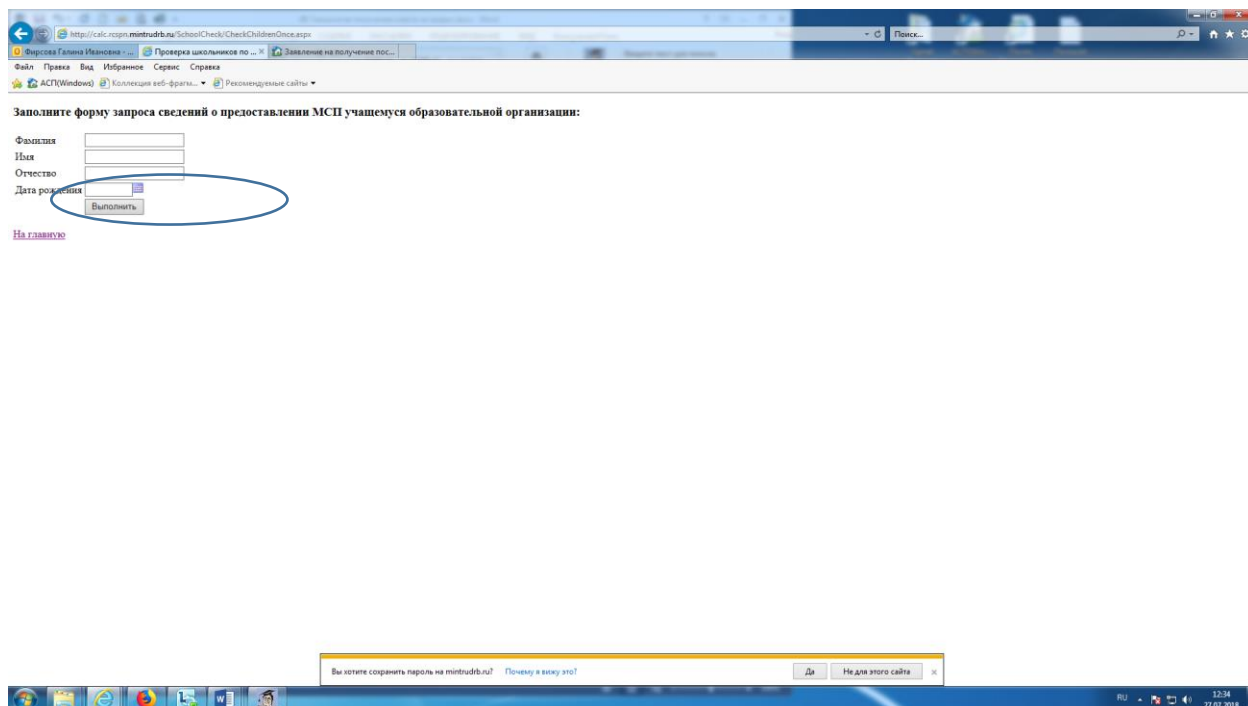 http://calc.rcspn.mintrudrb.ru/SchoolCheck/CheckChildrenOnce.aspx
Поиск...
Фирсова Галина Ивановна - ...
Проверка школьников по ...
Заявление на получение пос...
Файл Правка Вид Избранное Сервис Справка
АСП(Windows) Коллекция веб-фрагм... Рекомендуемые сайты
Заполните форму запроса сведений о предоставлении МСП учащемуся образовательной организации:
Фамилия
Имя
Отчество
Дата рождения
Выполнить
На главную
Вы хотите сохранить пароль на mintrudrb.ru? Почему я вижу это? Да Не для этого сайта
RU 12:34
27.02.2018